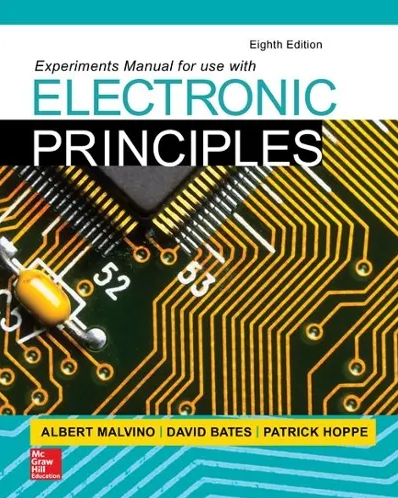 Eighth Edition
Experiments Manual for use with
ELECTRONIC
PRINCIPLES
52
53
ALBERT MALVINO | DAVID BATES | PATRICK HOPPE
Mc
Graw
Hill
Education